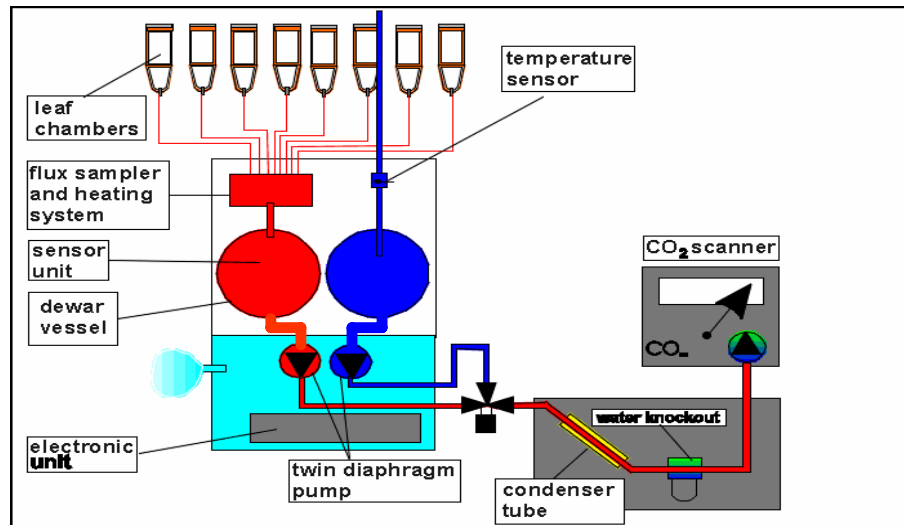 temperature
sensor
leaf
chambers
flux sampler
and heating
system
sensor
unit
CO2 scanner
dewar
vessel
CO2
water knockout
electronic
unit
twin diaphragm
pump
condenser
tube